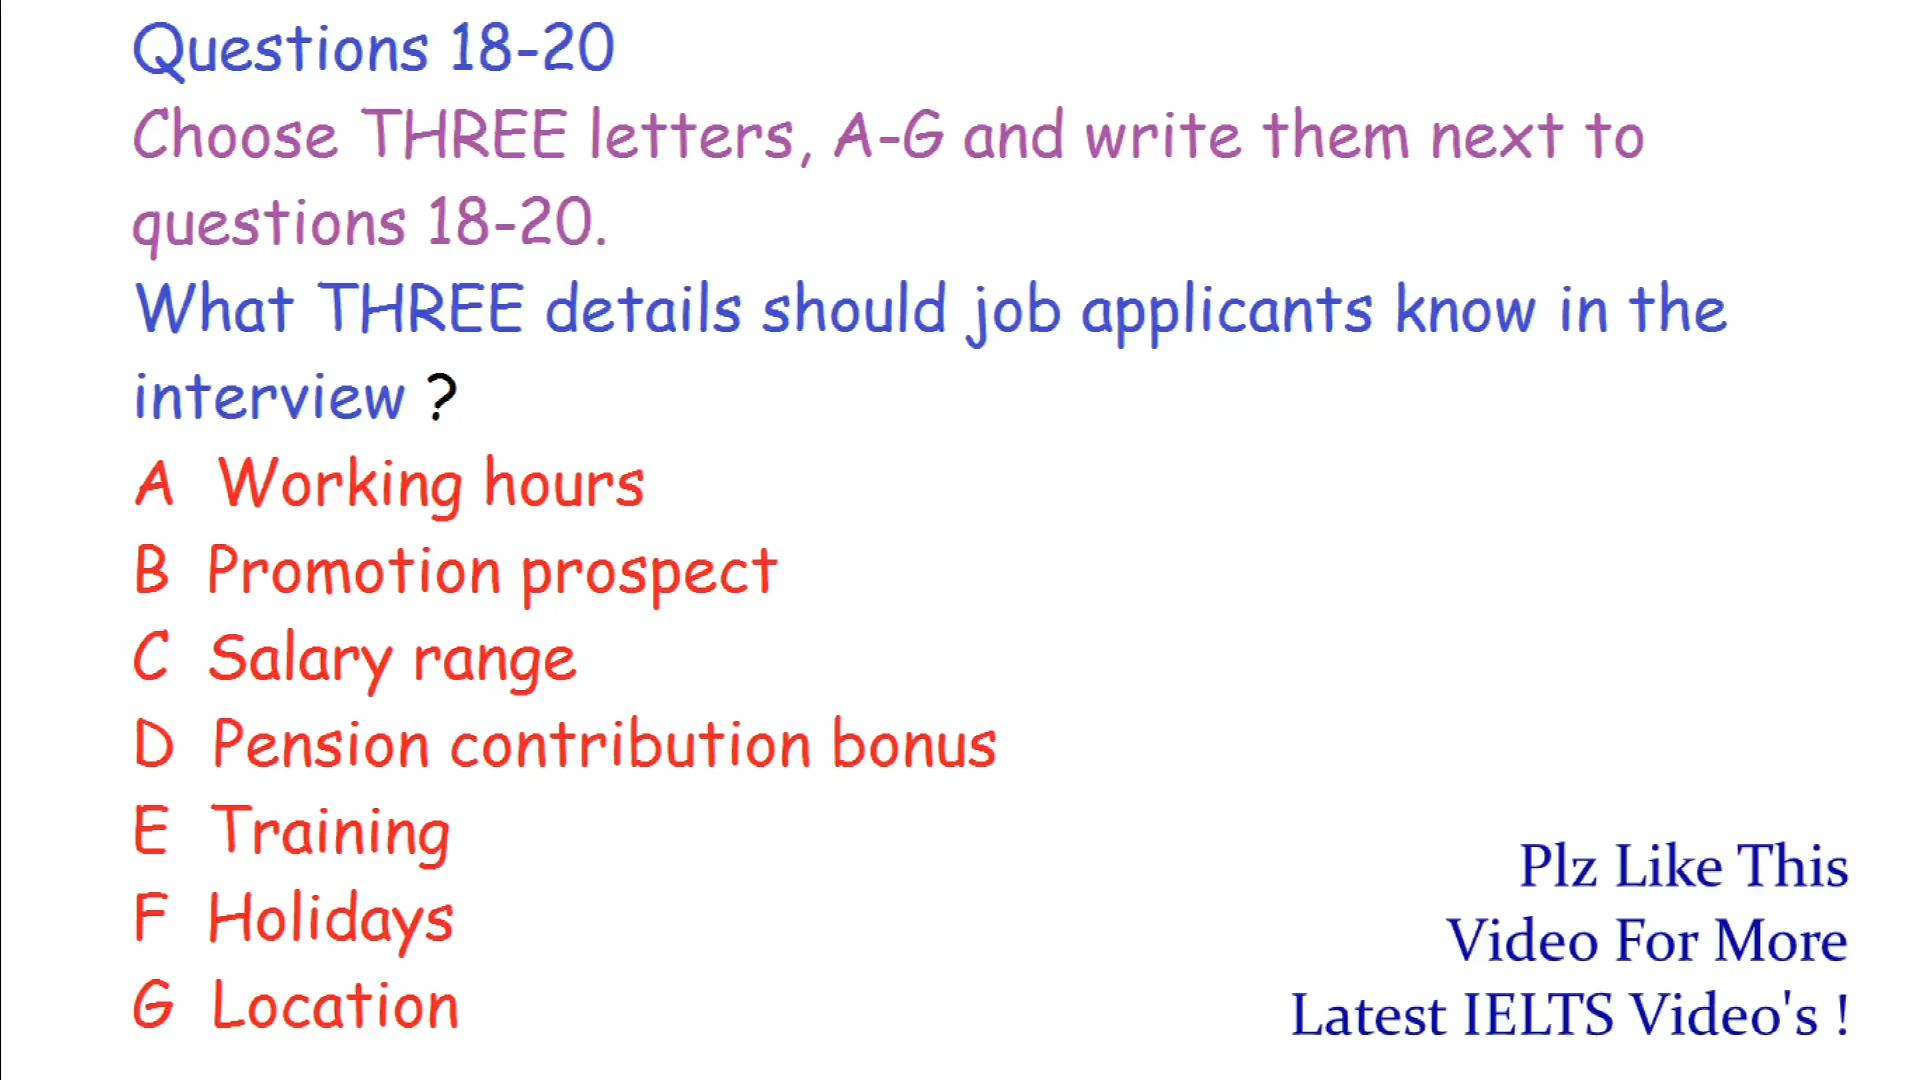 Questions 18-20
Choose THREE letters, A-G and write them next to
questions 18-20.
What THREE details should job applicants know in the
interview ?
A Working hours
B Promotion prospect
C Salary range
D Pension contribution bonus
E Training
F Holidays
G Location
Plz Like This
Video For More
Latest IELTS Video's !